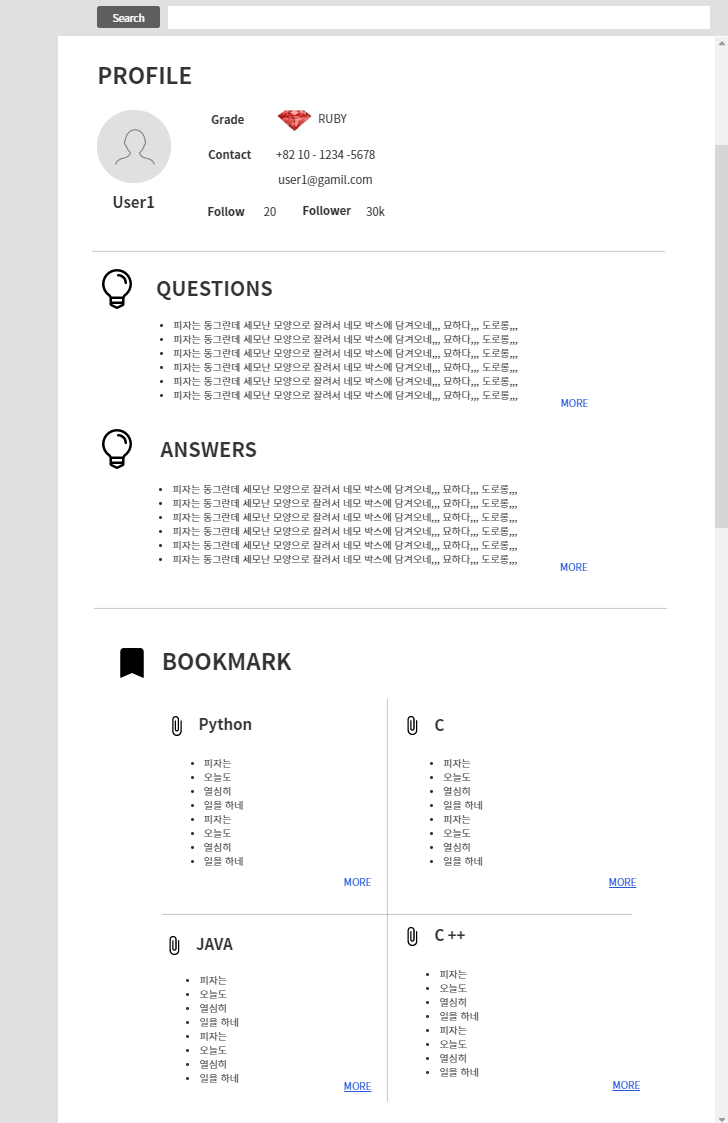 Search
PROFILE
Grade RUBY
Contact +82 10 - 1234 -5678
user1@gamil.com
User1
Follow 20 Follower 30k
QUESTIONS
• 피자는 동그란데 세모난 모양으로 잘려서 네모 박스에 담겨오네,,, 묘하다,,, 도로롱,,,
• 피자는 동그란데 세모난 모양으로 잘려서 네모 박스에 담겨오네,,, 묘하다,,, 도로롱,,,
• 피자는 동그란데 세모난 모양으로 잘려서 네모 박스에 담겨오네,,, 묘하다,,, 도로롱,,,
• 피자는 동그란데 세모난 모양으로 잘려서 네모 박스에 담겨오네,,, 묘하다,,, 도로롱,,,
• 피자는 동그란데 세모난 모양으로 잘려서 네모 박스에 담겨오네,,, 묘하다,,, 도로롱,,,
• 피자는 동그란데 세모난 모양으로 잘려서 네모 박스에 담겨오네,,, 묘하다,,, 도로롱,,,
MORE
ANSWERS
• 피자는 동그란데 세모난 모양으로 잘려서 네모 박스에 담겨오네,,, 묘하다,,, 도로롱,,,
• 피자는 동그란데 세모난 모양으로 잘려서 네모 박스에 담겨오네,,, 묘하다,,, 도로롱,,,
• 피자는 동그란데 세모난 모양으로 잘려서 네모 박스에 담겨오네,,, 묘하다,,, 도로롱,,,
• 피자는 동그란데 세모난 모양으로 잘려서 네모 박스에 담겨오네,,, 묘하다,,, 도로롱,,,
• 피자는 동그란데 세모난 모양으로 잘려서 네모 박스에 담겨오네,,, 묘하다,,, 도로롱,,,
• 피자는 동그란데 세모난 모양으로 잘려서 네모 박스에 담겨오네,,, 묘하다,,, 도로롱,,,
MORE
BOOKMARK
Python
• 피자는
• 오늘도
• 열심히
• 일을 하네
• 피자는
• 오늘도
• 열심히
• 일을 하네
MORE
C
• 피자는
• 오늘도
• 열심히
• 일을 하네
• 피자는
• 오늘도
• 열심히
• 일을 하네
MORE
JAVA
• 피자는
• 오늘도
• 열심히
• 일을 하네
• 피자는
• 오늘도
• 열심히
• 일을 하네
MORE
C ++
• 피자는
• 오늘도
• 열심히
• 일을 하네
• 피자는
• 오늘도
• 열심히
• 일을 하네
MORE